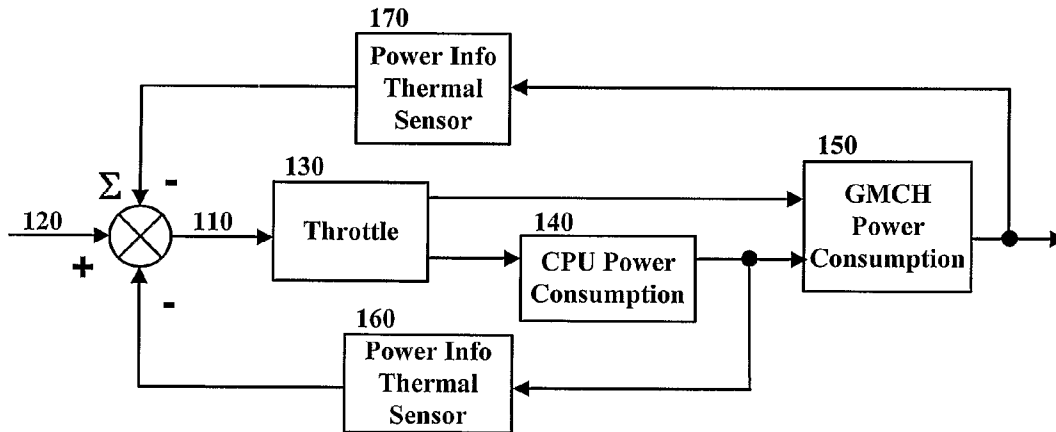 170
Power Info
Thermal
Sensor
Σ
-
120
+
110
130
Throttle
140
CPU Power
Consumption
150
GMCH
Power
Consumption
-
160
Power Info
Thermal
Sensor